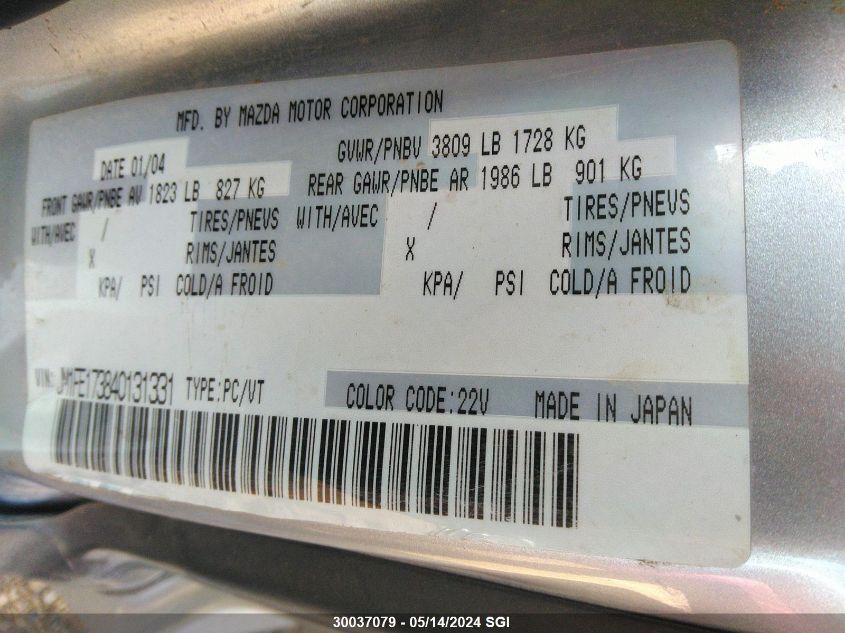 MFD. BY MAZDA MOTOR CORPORATION
DATE 01/04 GVWR/PNBV 3809 LB 1728 KG
FRONT GAWR/PNBE AV 1823 LB 827 KG REAR GAWR/PNBE AR 1986 LB 901 KG
WITH/AVEC / TIRES/PNEUS WITH/AVEC / TIRES/PNEVS
X RIMS/JANTES X RIMS/JANTES
KPA/ PSI COLD/A FROID KPA/ PSI COLD/A FROID
VIN: JM1FE173840131331 TYPE:PC/VT COLOR CODE:22V MADE IN JAPAN
30037079 - 05/14/2024 SGI